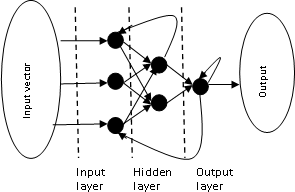 Input vector
Output
Input Hidden Output
layer layer layer